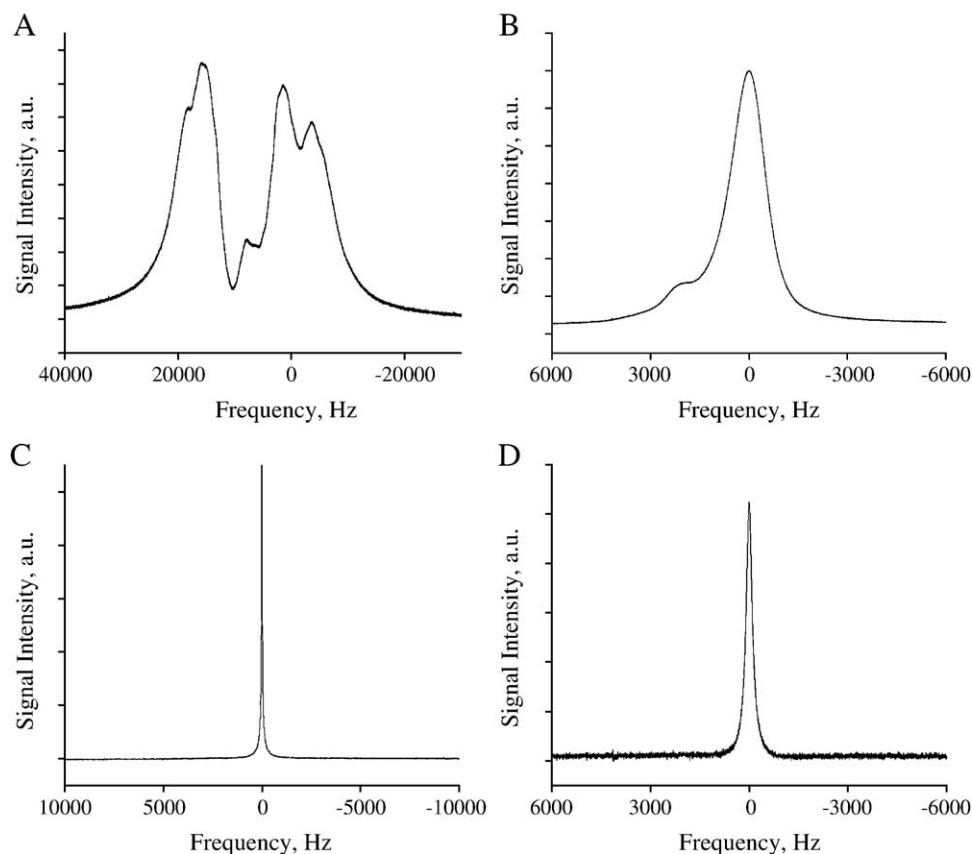 A
B
Signal Intensity, a.u.
Signal Intensity, a.u.
40000 20000 0 -20000
6000 3000 0 -3000 -6000
Frequency, Hz
Frequency, Hz
C
D
Signal Intensity, a.u.
Signal Intensity, a.u.
10000 5000 0 -5000 -10000
6000 3000 0 -3000 -6000
Frequency, Hz
Frequency, Hz